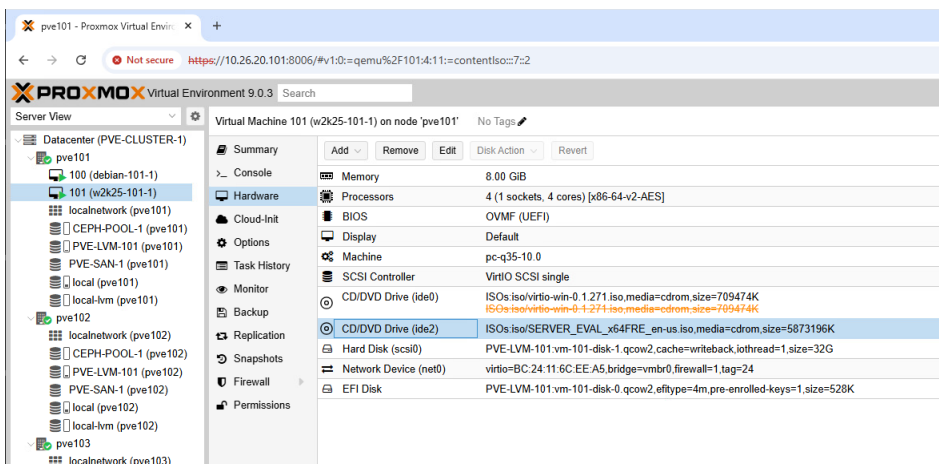 pve101 - Proxmox Virtual Envir
Not secure https://10.26.20.101:8006/#v1:0:=qemu%2F101:4:11:=contentIso:::7::2
PROXMOX Virtual Environment 9.0.3 Search
Server View
Virtual Machine 101 (w2k25-101-1) on node 'pve101' No Tags
Datacenter (PVE-CLUSTER-1)
pve101
100 (debian-101-1)
101 (w2k25-101-1)
localnetwork (pve101)
CEPH-POOL-1 (pve101)
PVE-LVM-101 (pve101)
PVE-SAN-1 (pve101)
local (pve101)
local-lvm (pve101)
pve102
localnetwork (pve102)
CEPH-POOL-1 (pve102)
PVE-LVM-101 (pve102)
PVE-SAN-1 (pve102)
local (pve102)
local-lvm (pve102)
pve103
localnetwork (pve103)
Summary
Console
Hardware
Cloud-Init
Options
Task History
Monitor
Backup
Replication
Snapshots
Firewall
Permissions
Add Remove Edit Disk Action Revert
Memory 8.00 GiB
Processors 4 (1 sockets, 4 cores) [x86-64-v2-AES]
BIOS OVMF (UEFI)
Display Default
Machine pc-q35-10.0
SCSI Controller VirtIO SCSI single
CD/DVD Drive (ide0) ISOs:iso/virtio-win-0.1.271.iso,media=cdrom,size=709474K
ISOs:iso/virtio-win-0.1.271.iso,media=cdrom,size=709474K
CD/DVD Drive (ide2) ISOs:iso/SERVER_EVAL_x64FRE_en-us.iso,media=cdrom,size=5873196K
Hard Disk (scsi0) PVE-LVM-101:vm-101-disk-1.qcow2,cache=writeback,iothread=1,size=32G
Network Device (net0) virtio=BC:24:11:6C:EE:A5,bridge=vmbr0,firewall=1,tag=24
EFI Disk PVE-LVM-101:vm-101-disk-0.qcow2,efitype=4m,pre-enrolled-keys=1,size=528K